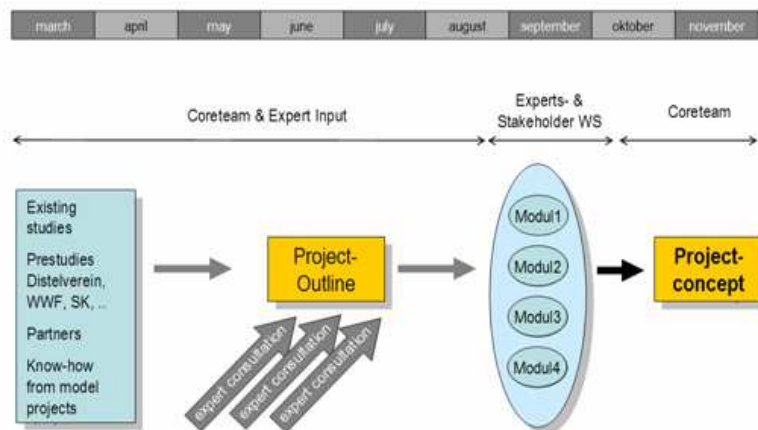 march april may june july august september oktober november
Coreteam & Expert Input
Experts- &
Stakeholder WS
Coreteam
Existing
studies
Prestudies
Distelverein,
WWF, SK, ..
Partners
Know-how
from model
projects
Project-
Outline
expert consultation
expert consultation
expert consultation
Modul1
Modul2
Modul3
Modul4
Project-
concept